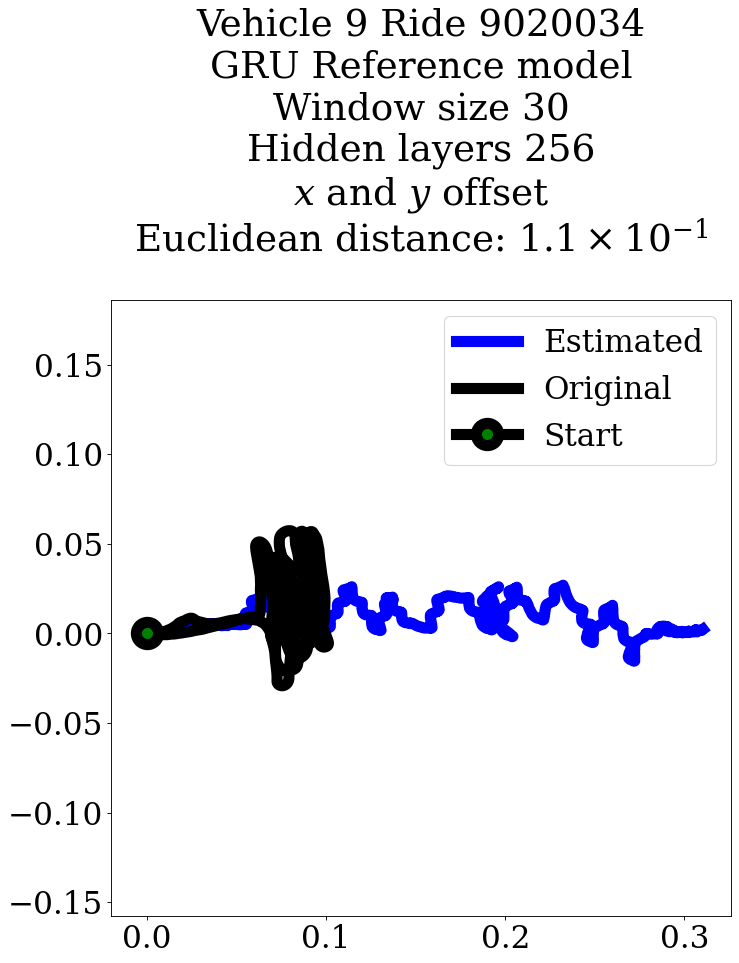 Vehicle 9 Ride 9020034
GRU Reference model
Window size 30
Hidden layers 256
x and y offset
Euclidean distance: 1.1 × 10⁻¹
Estimated
Original
Start
0.15
0.10
0.05
0.00
−0.05
−0.10
−0.15
0.0 0.1 0.2 0.3